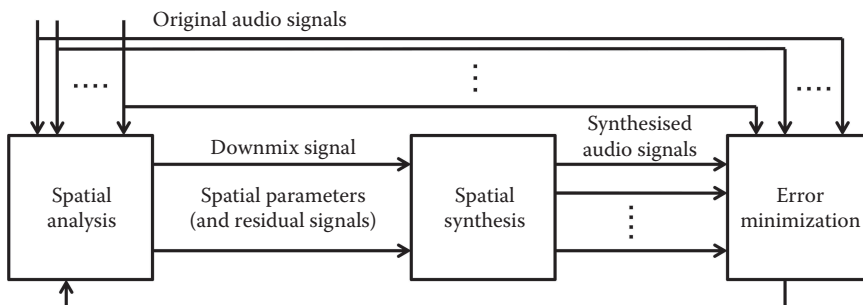 Original audio signals
Synthesised
audio signals
Downmix signal
Spatial
analysis
Spatial parameters
(and residual signals)
Spatial
synthesis
Error
minimization